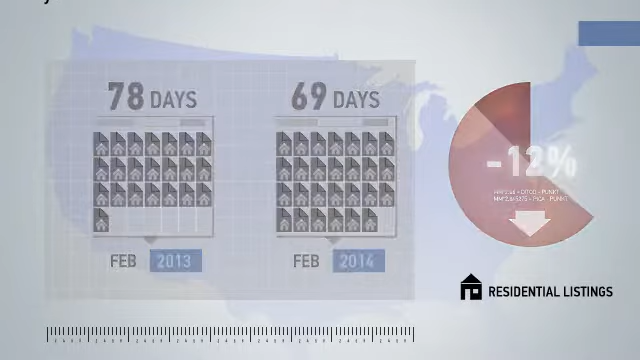 78 DAYS
69 DAYS
-12%
FEB 2013
FEB 2014
RESIDENTIAL LISTINGS